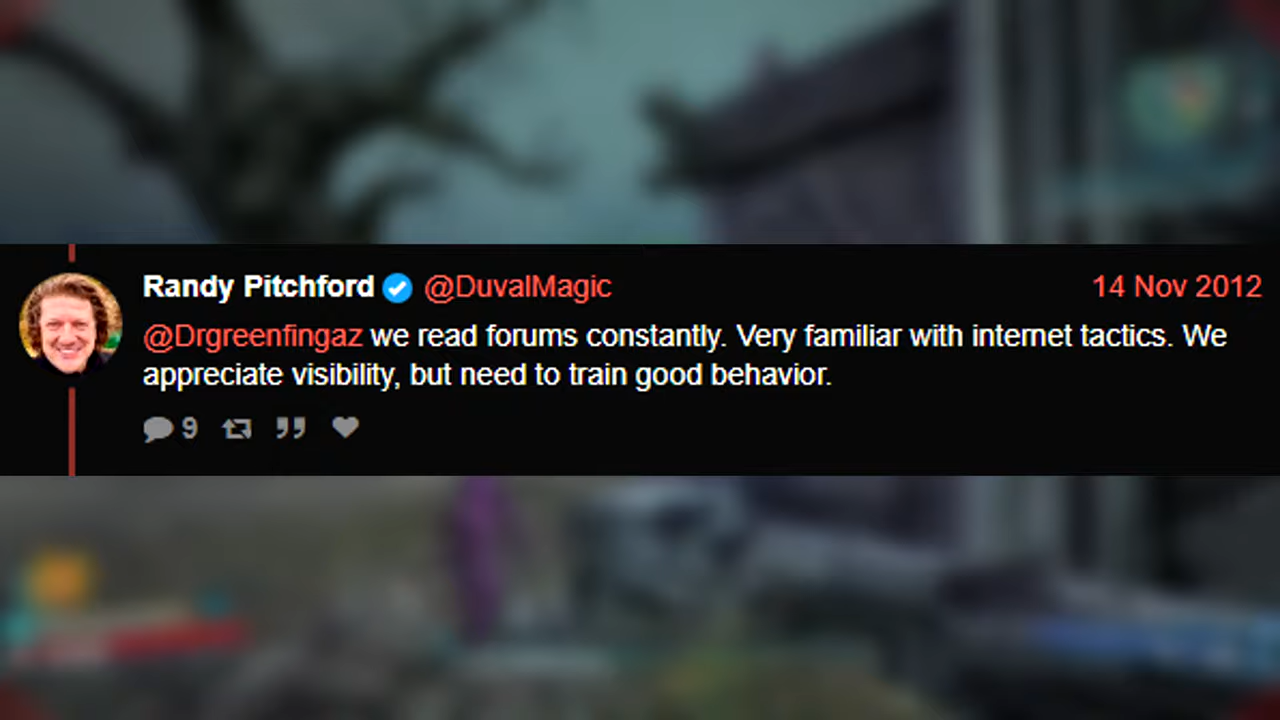 Randy Pitchford @DuvalMagic 14 Nov 2012
@Drgreenfingaz we read forums constantly. Very familiar with internet tactics. We
appreciate visibility, but need to train good behavior.
9